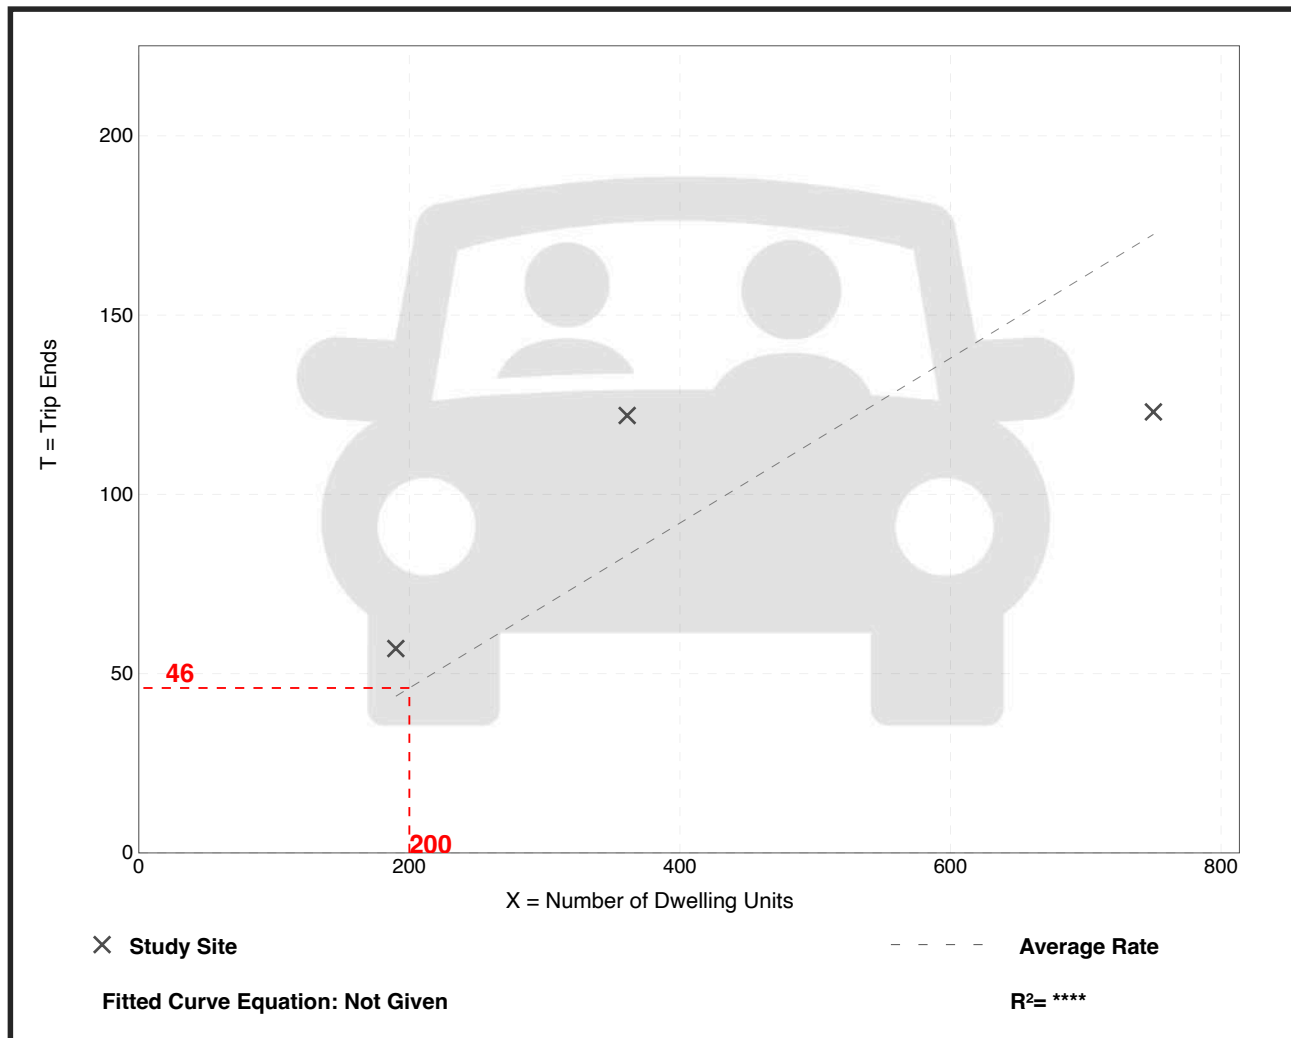 200
150
T = Trip Ends
100
50
46
0
200
0
200
400
600
800
X = Number of Dwelling Units
Study Site
Average Rate
Fitted Curve Equation: Not Given
R²= ****